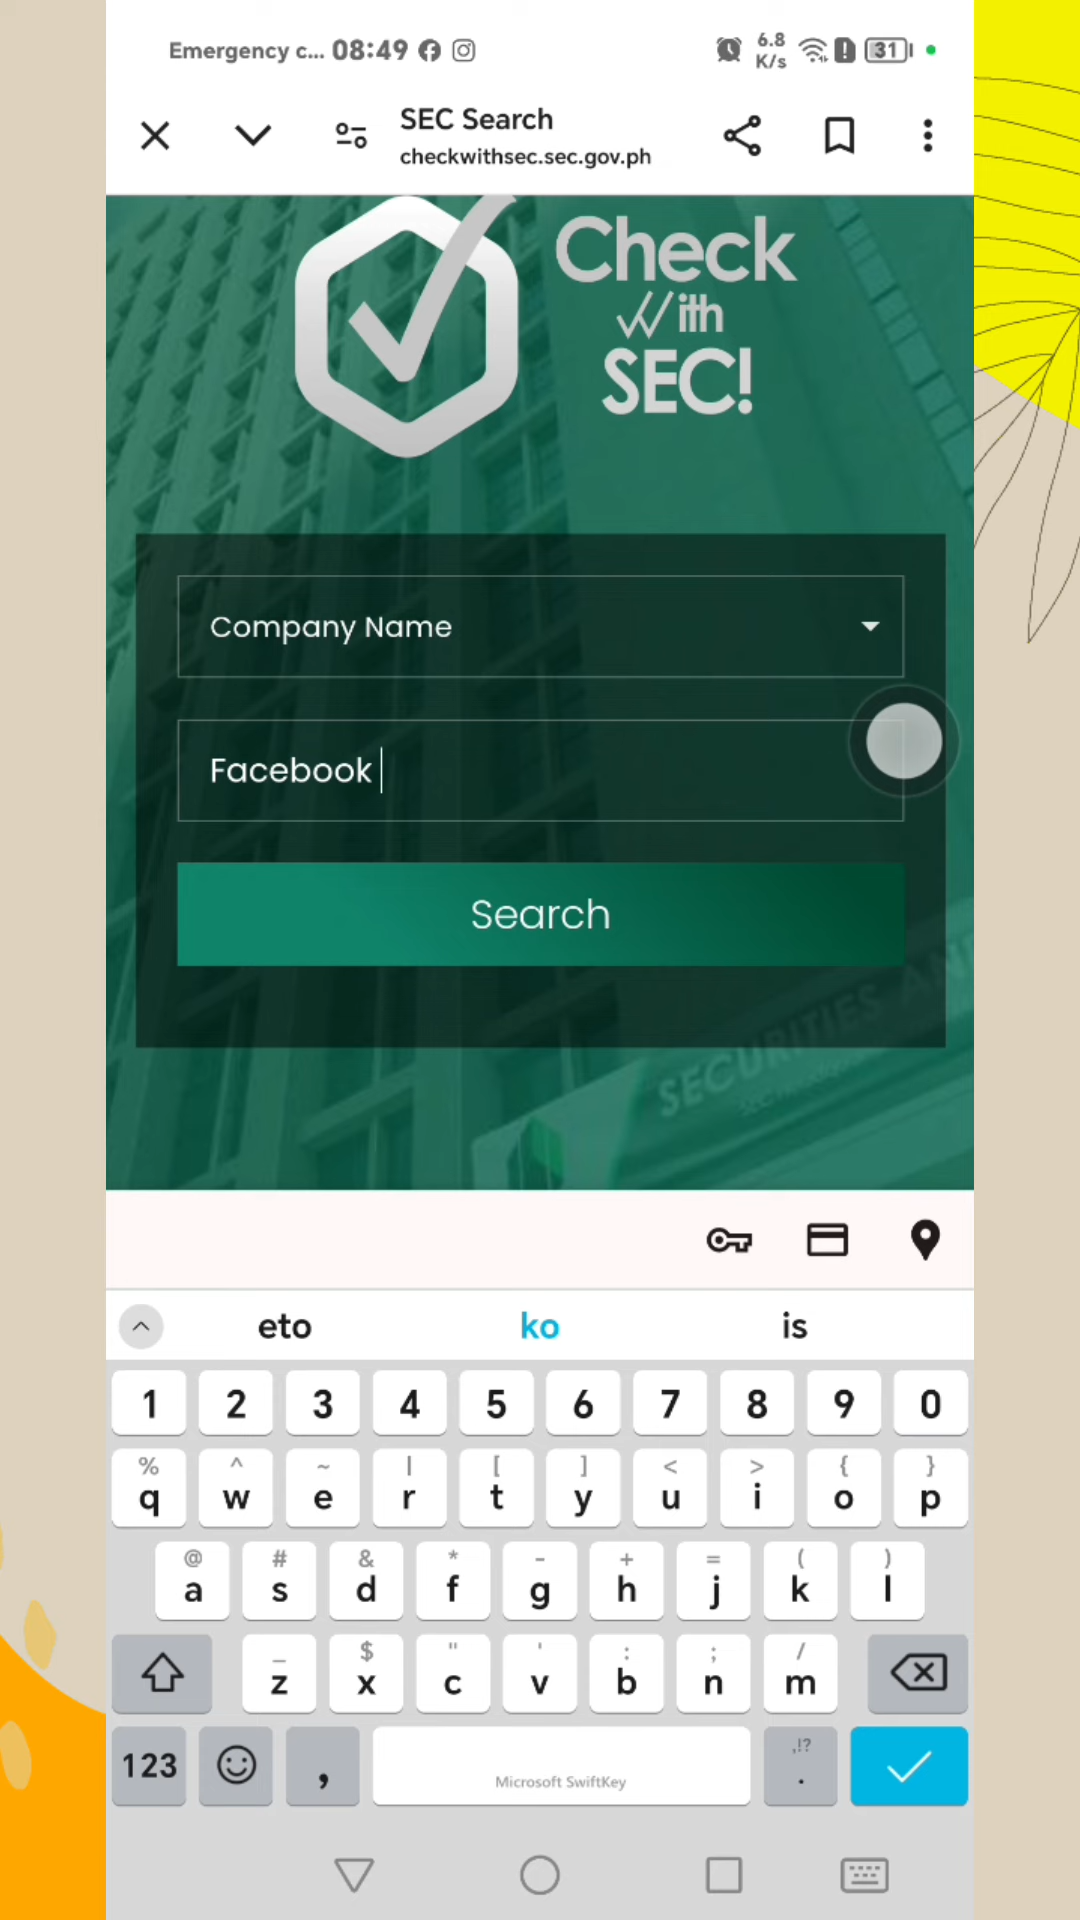 Emergency c... 08:49
6.8
K/s
31
SEC Search
checkwithsec.sec.gov.ph
Check
With
SEC!
Company Name
Facebook
Search
SECURITIES AN
eto ko is
1 2 3 4 5 6 7 8 9 0
% ^ ~ | [ ] < > { }
q w e r t y u i o p
@ # & * - + = ( )
a s d f g h j k l
_ $ " ' : ; /
z x c v b n m
123 , Microsoft SwiftKey ,!? .